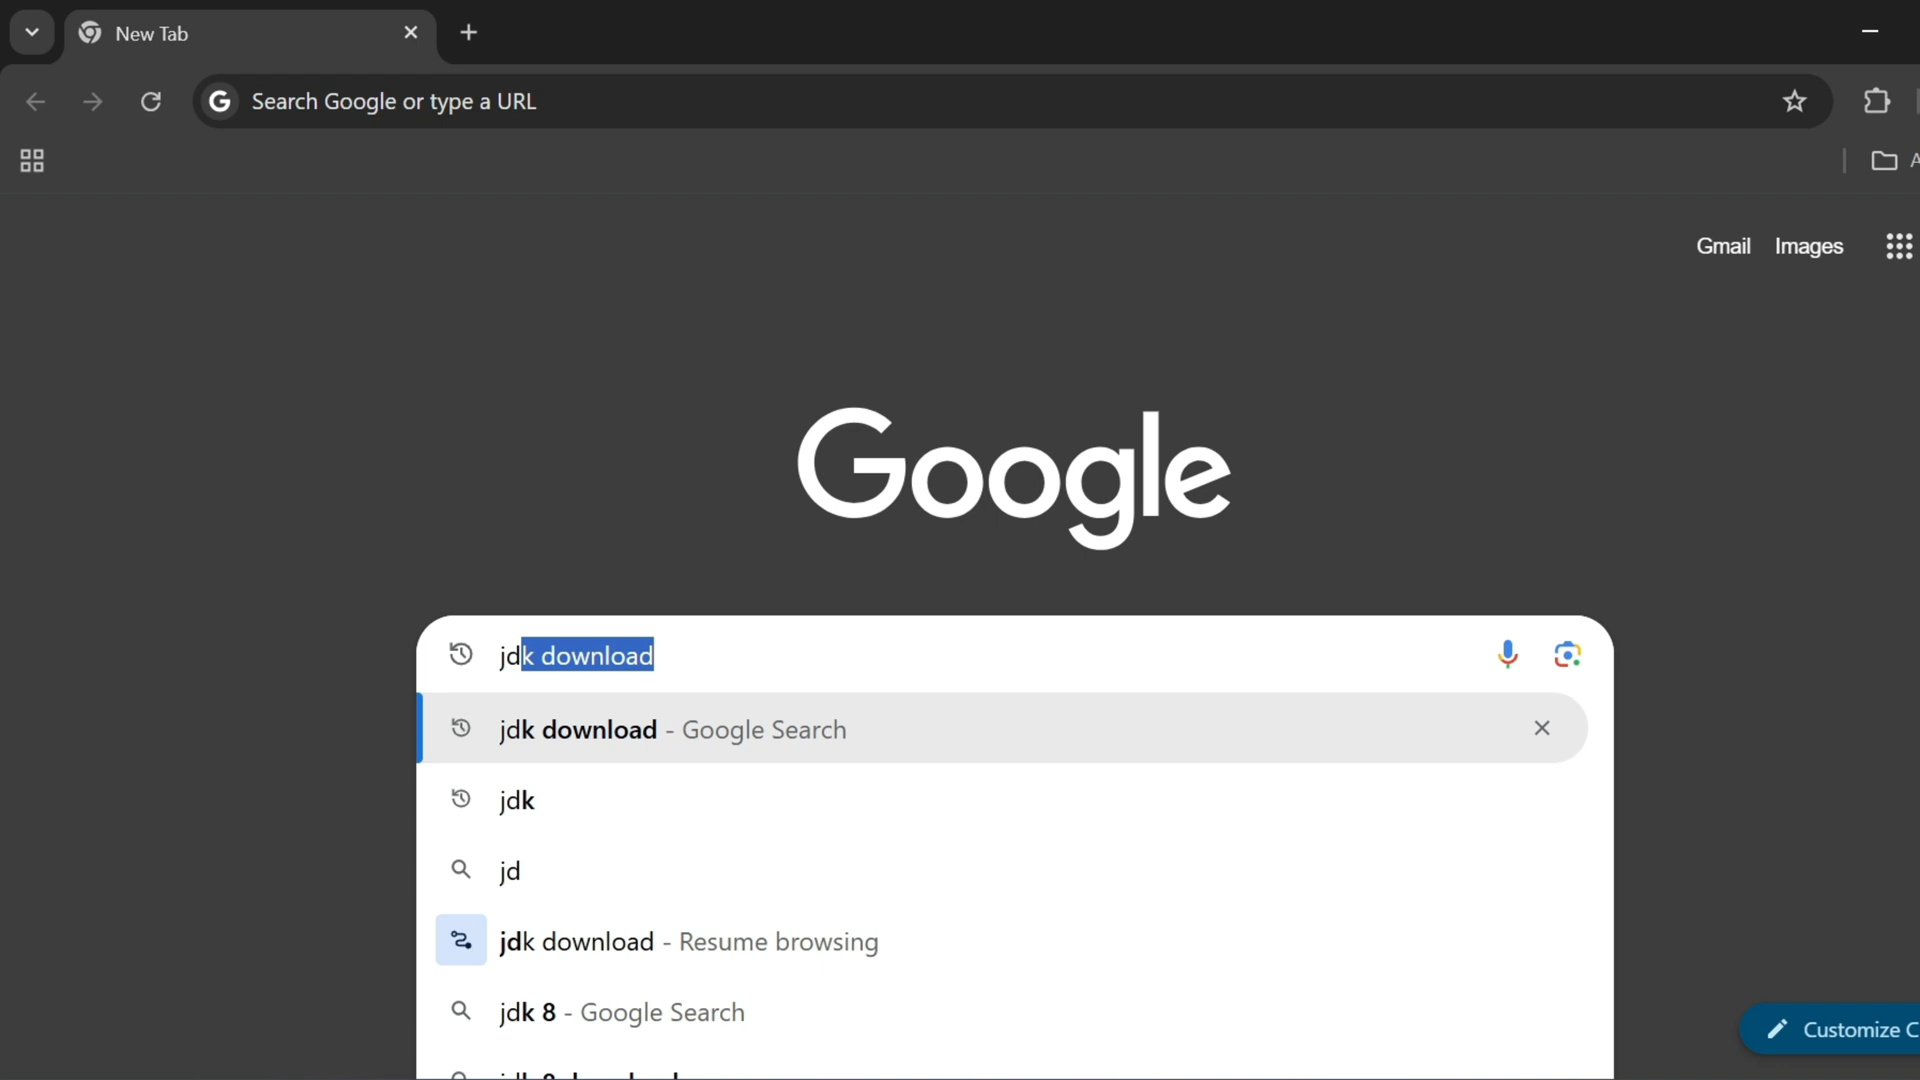 New Tab
Search Google or type a URL
Gmail Images
Google
jdk download
jdk download - Google Search
jdk
jd
jdk download - Resume browsing
jdk 8 - Google Search
Customize C